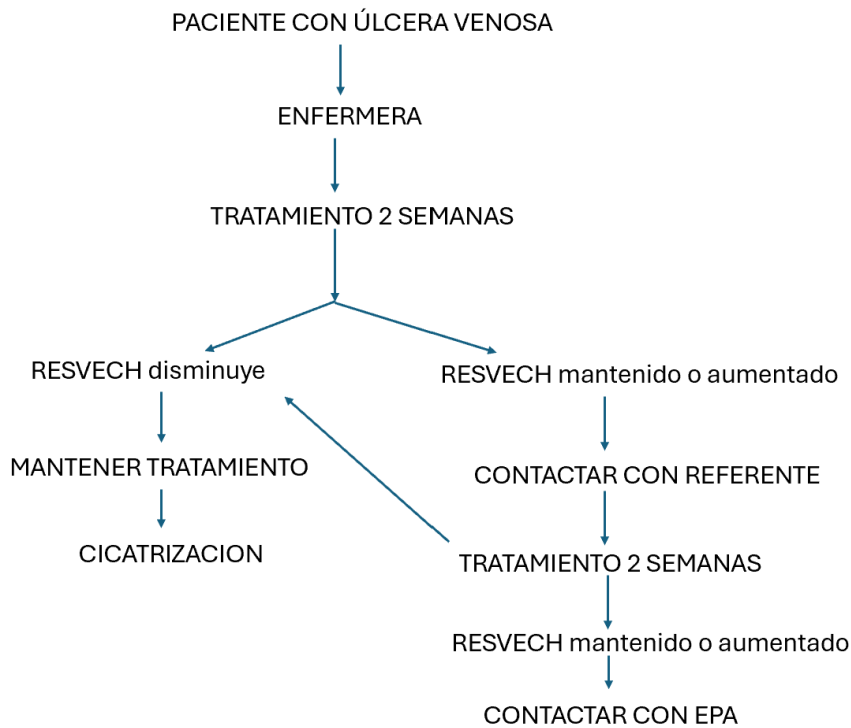 PACIENTE CON ÚLCERA VENOSA
ENFERMERA
TRATAMIENTO 2 SEMANAS
RESVECH disminuye
RESVECH mantenido o aumentado
MANTENER TRATAMIENTO
CONTACTAR CON REFERENTE
CICATRIZACION
TRATAMIENTO 2 SEMANAS
RESVECH mantenido o aumentado
CONTACTAR CON EPA